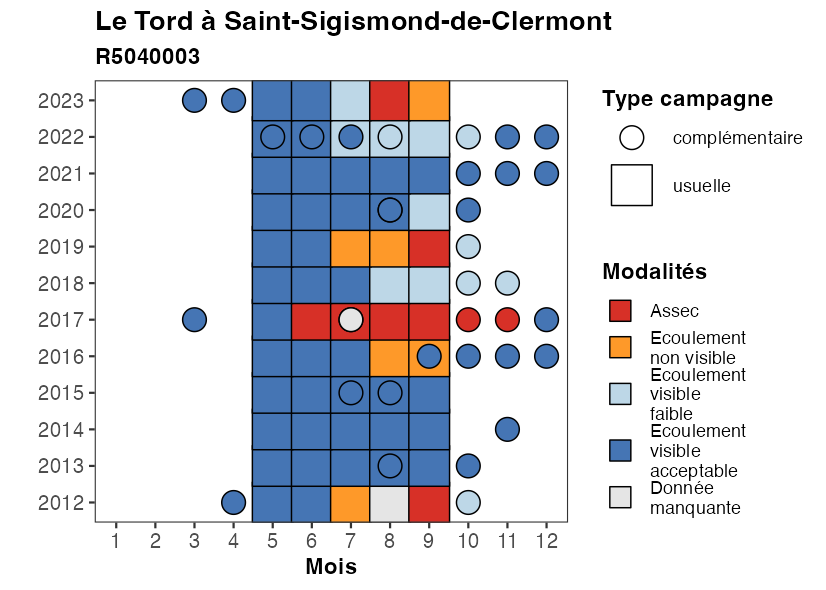 Le Tord à Saint-Sigismond-de-Clermont
R5040003
2023
2022
2021
2020
2019
2018
2017
2016
2015
2014
2013
2012
1 2 3 4 5 6 7 8 9 10 11 12
Mois
Type campagne
complémentaire
usuelle
Modalités
Assec
Ecoulement
non visible
Ecoulement
visible
faible
Ecoulement
visible
acceptable
Donnée
manquante